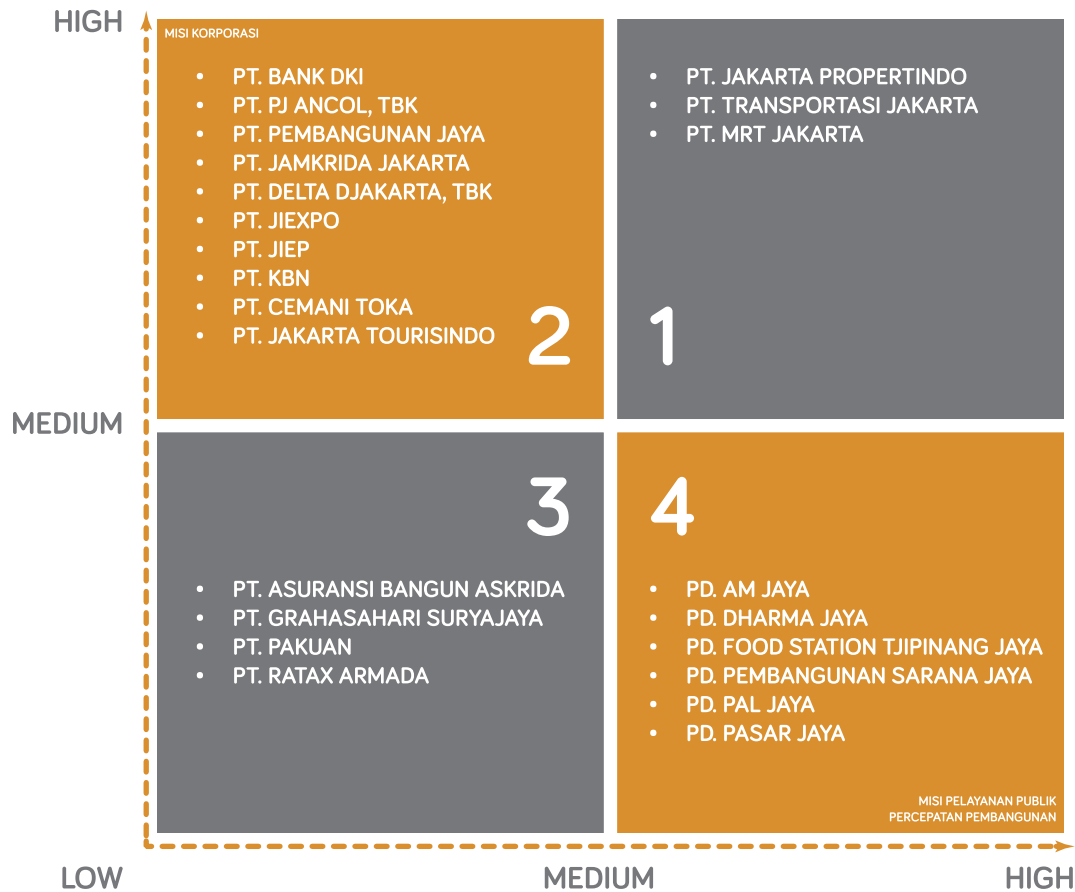 HIGH
MISI KORPORASI
• PT. BANK DKI
• PT. PJ ANCOL, TBK
• PT. PEMBANGUNAN JAYA
• PT. JAMKRIDA JAKARTA
• PT. DELTA DJAKARTA, TBK
• PT. JIEXPO
• PT. JIEP
• PT. KBN
• PT. CEMANI TOKA
• PT. JAKARTA TOURISINDO
2
• PT. JAKARTA PROPERTINDO
• PT. TRANSPORTASI JAKARTA
• PT. MRT JAKARTA
1
MEDIUM
3
• PT. ASURANSI BANGUN ASKRIDA
• PT. GRAHASAHARI SURYAJAYA
• PT. PAKUAN
• PT. RATAX ARMADA
4
• PD. AM JAYA
• PD. DHARMA JAYA
• PD. FOOD STATION TJIPINANG JAYA
• PD. PEMBANGUNAN SARANA JAYA
• PD. PAL JAYA
• PD. PASAR JAYA
MISI PELAYANAN PUBLIK
PERCEPATAN PEMBANGUNAN
LOW
MEDIUM
HIGH